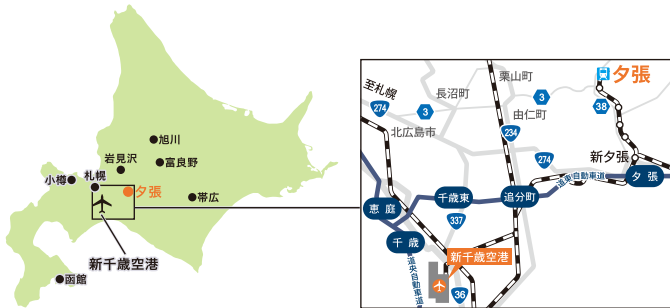 旭川
富良野
岩見沢
小樽
札幌
夕張
帯広
新千歳空港
函館
至札幌
274
北広島市
長沼町
3
栗山町
由仁町
3
234
274
夕張
38
新夕張
夕張
道東自動車道
追分町
千歳東
337
恵庭
千歳
道央自動車道
新千歳空港
36